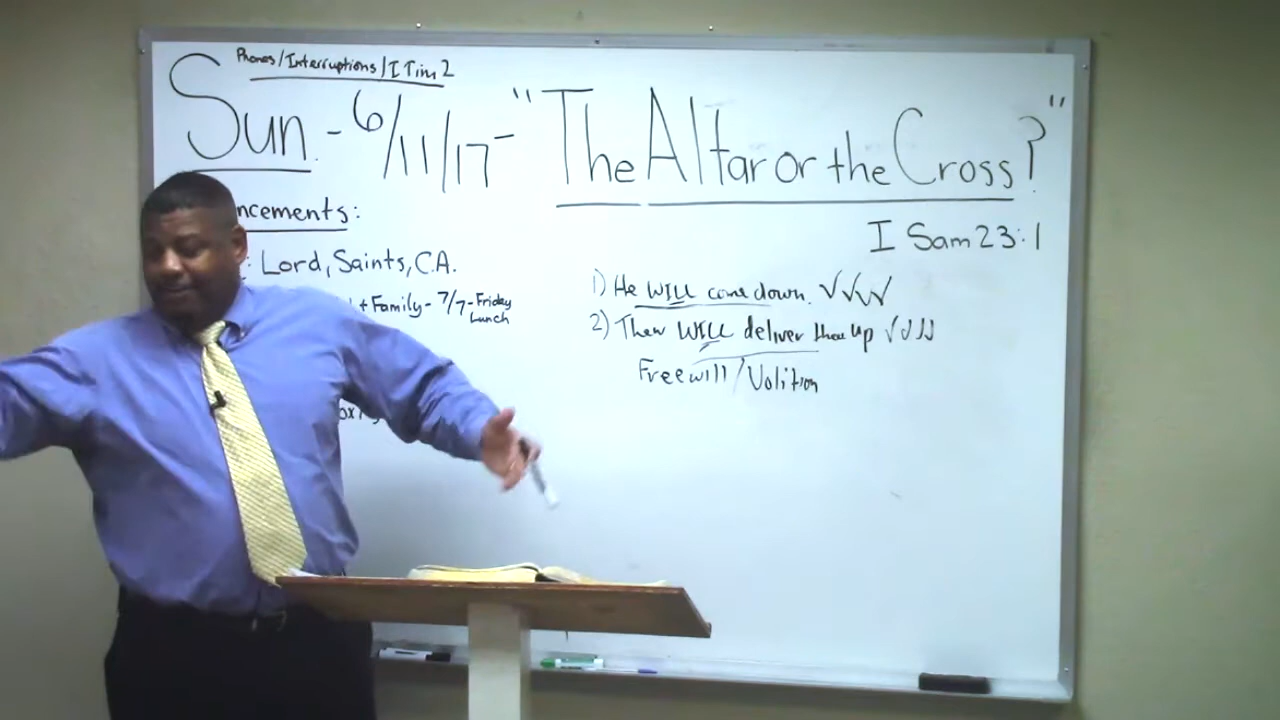 Phones/Interruptions/I Tim 2
Sun. - 6/11/17 - "The Altar or the Cross?"
ncements:
I Sam 23:1
: Lord, Saints, C.A.
1) He WILL come down. ✓✓✓✓
+ Family - 7/7 - Friday
Lunch
2) They WILL deliver thee up ✓✓✓✓
Freewill/Volition